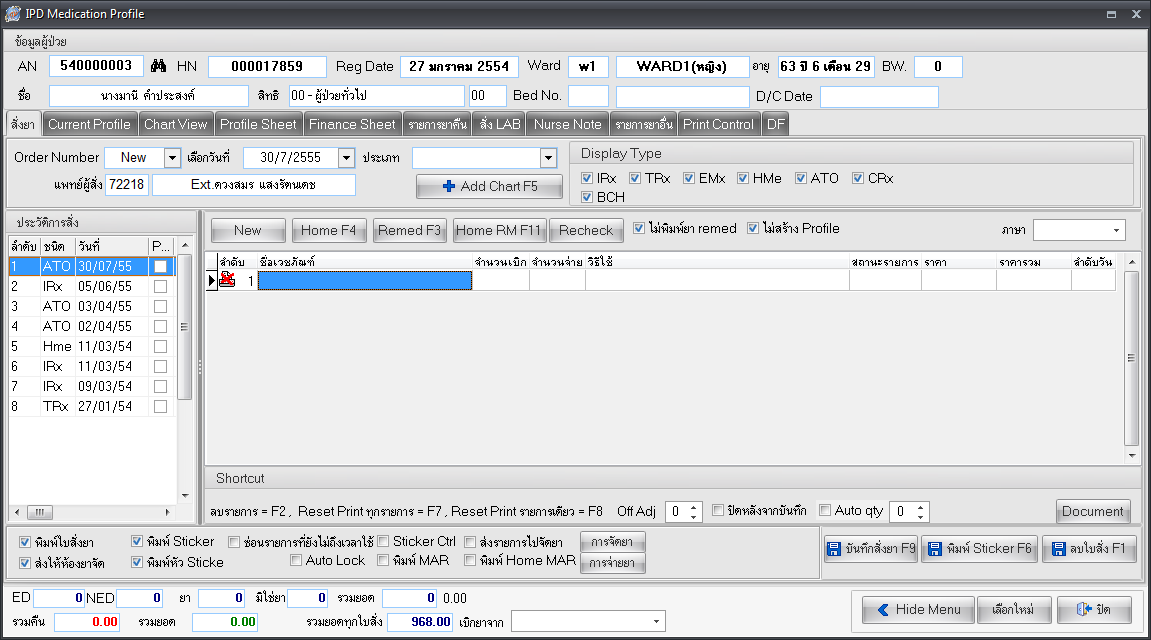 IPD Medication Profile
ข้อมูลผู้ป่วย
AN 540000003 HN 000017859 Reg Date 27 มกราคม 2554 Ward w1 WARD1(หญิง) อายุ 63 ปี 6 เดือน 29 BW. 0
ชื่อ นางมานี คำประสงค์ สิทธิ 00 - ผู้ป่วยทั่วไป 00 Bed No. D/C Date
สั่งยา Current Profile Chart View Profile Sheet Finance Sheet รายการยาคืน สั่ง LAB Nurse Note รายการยาอื่น Print Control DF
Order Number New เลือกวันที่ 30/7/2555 ประเภท Display Type
แพทย์ผู้สั่ง 72218 Ext.ดวงสมร แสงรัตนเดช Add Chart F5
IRx TRx EMx HMe ATO CRx
BCH
ประวัติการสั่ง
New Home F4 Remed F3 Home RM F11 Recheck ไม่พิมพ์ยา remed ไม่สร้าง Profile ภาษา
ลำดับ ชนิด วันที่ P...
ลำดับ ชื่อเวชภัณฑ์ จำนวนเบิก จำนวนจ่าย วิธีใช้ สถานะรายการ ราคา ราคารวม ลำดับวัน
1
1 ATO 30/07/55
2 IRx 05/06/55
3 ATO 03/04/55
4 ATO 02/04/55
5 Hme 11/03/54
6 IRx 11/03/54
7 IRx 09/03/54
8 TRx 27/01/54
Shortcut
ลบรายการ = F2 , Reset Print ทุกรายการ = F7 , Reset Print รายการเดียว = F8 Off Adj 0 ปิดหลังจากบันทึก Auto qty 0 Document
พิมพ์ใบสั่งยา พิมพ์ Sticker ซ่อนรายการที่ยังไม่ถึงเวลาใช้ Sticker Ctrl ส่งรายการไปจัดยา การจัดยา
บันทึกสั่งยา F9 พิมพ์ Sticker F6 ลบใบสั่ง F1
ส่งให้ห้องยาจัด พิมพ์หัว Sticke Auto Lock พิมพ์ MAR พิมพ์ Home MAR การจ่ายยา
ED 0 NED 0 ยา 0 มิใช่ยา 0 รวมยอด 0 0.00
Hide Menu เลือกใหม่ ปิด
รวมคืน 0.00 รวมยอด 0.00 รวมยอดทุกใบสั่ง 968.00 เบิกยาจาก